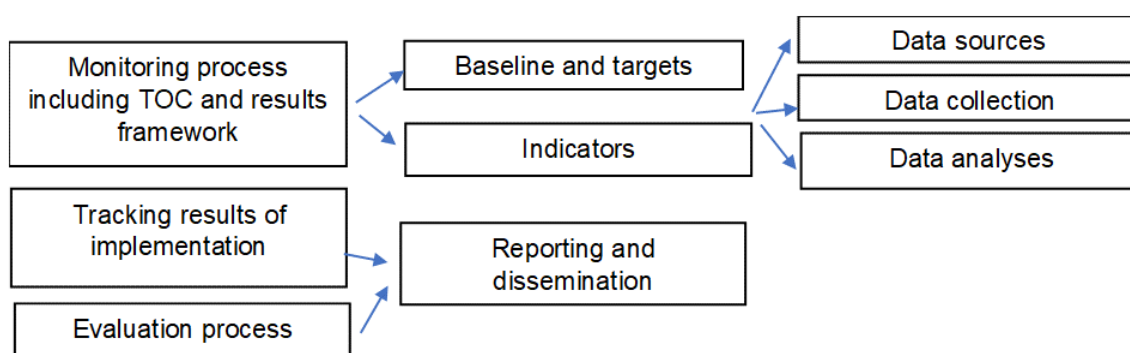 Monitoring process
including TOC and results
framework
Baseline and targets
Indicators
Data sources
Data collection
Data analyses
Tracking results of
implementation
Reporting and
dissemination
Evaluation process